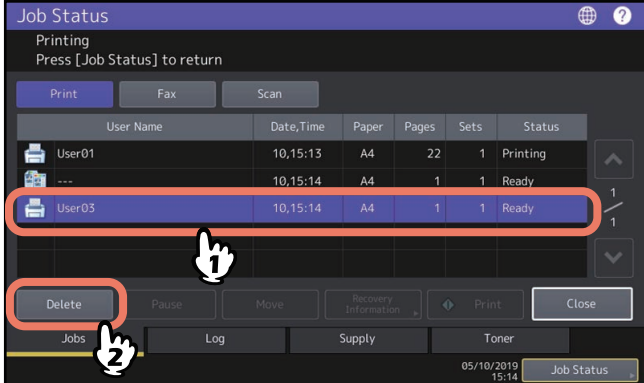 Job Status
?
Printing
Press [Job Status] to return
Print Fax Scan
User Name Date,Time Paper Pages Sets Status
User01 10,15:13 A4 22 1 Printing
--- 10,15:14 A4 1 1 Ready
User03 10,15:14 A4 1 1 Ready
1
1
1
Delete Pause Move Recovery Information Print Close
2
Jobs Log Supply Toner
05/10/2019
15:14
Job Status